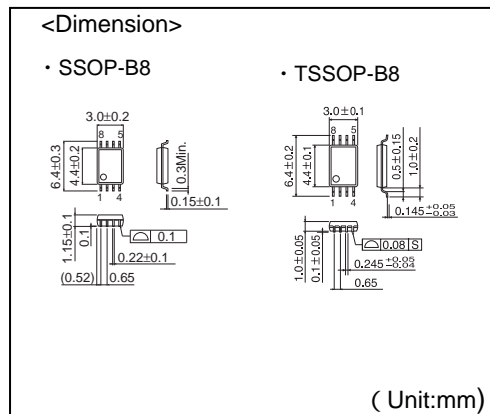 <Dimension>
・SSOP-B8
3.0±0.2
8 5
6.4±0.3
4.4±0.2
0.3Min.
1 4
0.15±0.1
1.15±0.1
0.1
0.1
0.22±0.1
(0.52) 0.65
・TSSOP-B8
3.0±0.1
8 5
6.4±0.2
4.4±0.1
0.5±0.15
1.0±0.2
1 4
0.145 +0.05 −0.03
1.0±0.05
0.1±0.05
0.08 S
0.245 +0.05 −0.04
0.65
( Unit:mm)